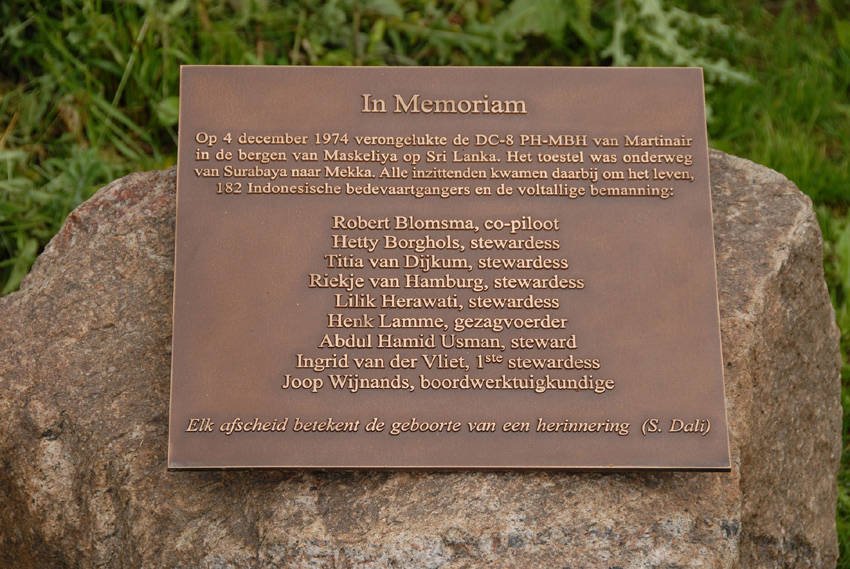 In Memoriam
Op 4 december 1974 verongelukte de DC-8 PH-MBH van Martinair
in de bergen van Maskeliya op Sri Lanka. Het toestel was onderweg
van Surabaya naar Mekka. Alle inzittenden kwamen daarbij om het leven,
182 Indonesische bedevaartgangers en de voltallige bemanning:
Robert Blomsma, co-piloot
Hetty Borghols, stewardess
Titia van Dijkum, stewardess
Riekje van Hamburg, stewardess
Lilik Herawati, stewardess
Henk Lamme, gezagvoerder
Abdul Hamid Usman, steward
Ingrid van der Vliet, 1ste stewardess
Joop Wijnands, boordwerktuigkundige
Elk afscheid betekent de geboorte van een herinnering (S. Dali)